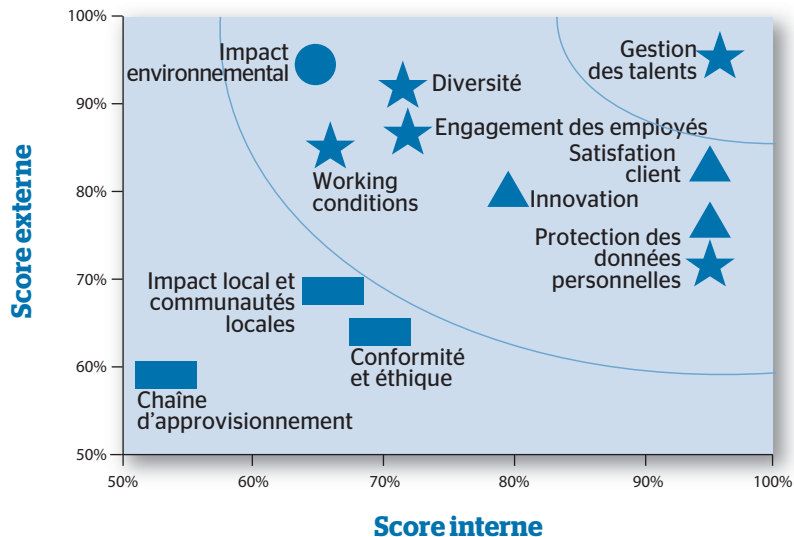 100%
90%
80%
70%
60%
50%
Score externe
Impact
environnemental
Diversité
Gestion
des talents
Engagement des employés
Working
conditions
Satisfation
client
Innovation
Protection des
données
personnelles
Impact local et
communautés
locales
Conformité
et éthique
Chaîne
d'approvisionnement
50%
60%
70%
80%
90%
100%
Score interne